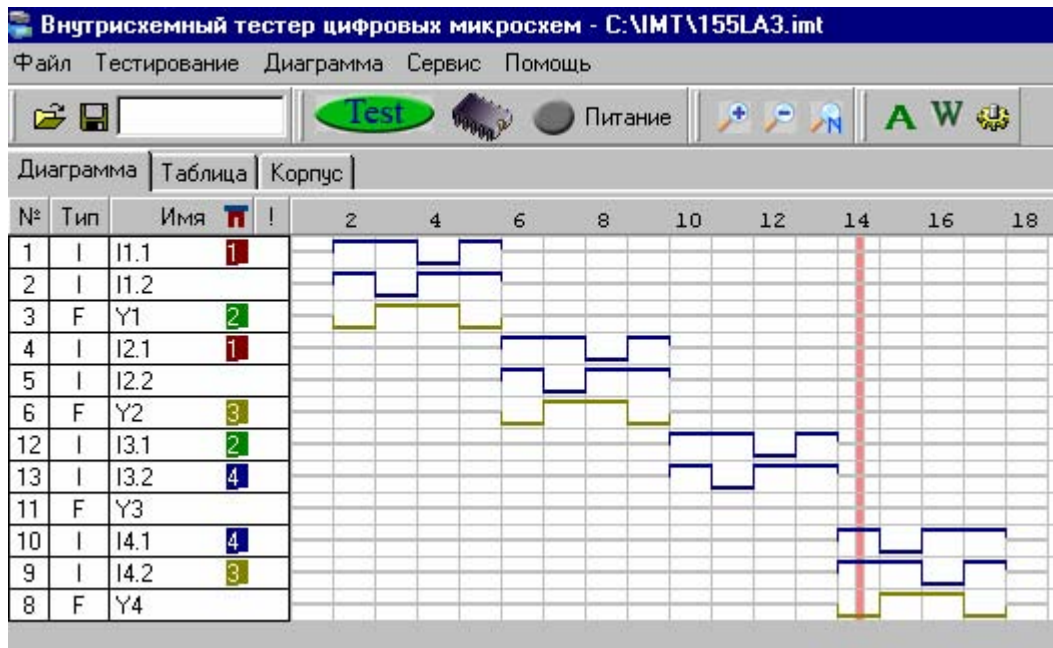 Внутрисхемный тестер цифровых микросхем - C:\IMT\155LA3.imt
Файл Тестирование Диаграмма Сервис Помощь
Test Питание N A W
Диаграмма Таблица Корпус
№ Тип Имя ! 2 4 6 8 10 12 14 16 18
1 I I1.1 1
2 I I1.2
3 F Y1 2
4 I I2.1 1
5 I I2.2
6 F Y2 3
12 I I3.1 2
13 I I3.2 4
11 F Y3
10 I I4.1 4
9 I I4.2 3
8 F Y4